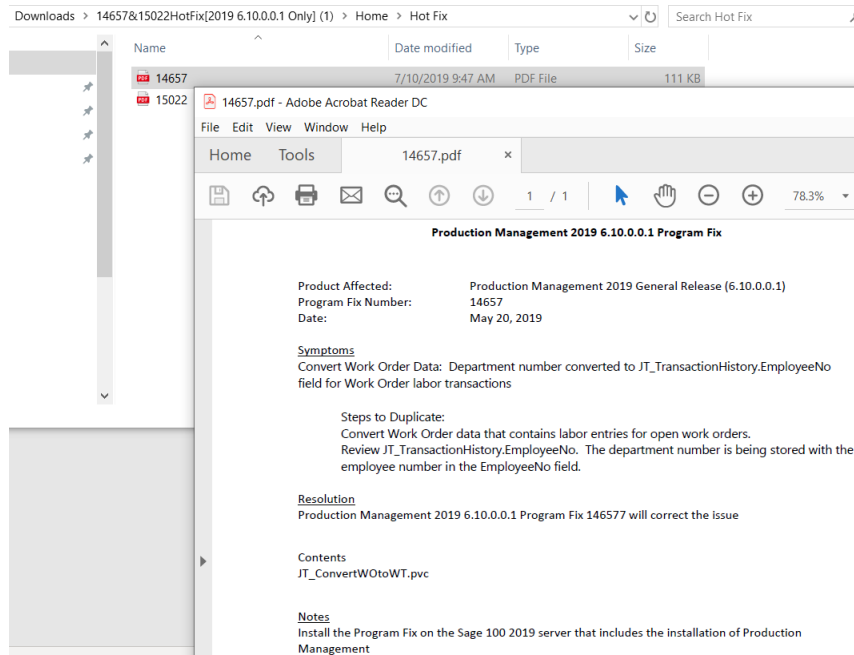 Downloads > 14657&15022HotFix[2019 6.10.0.0.1 Only] (1) > Home > Hot Fix
Search Hot Fix
Name Date modified Type Size
14657 7/10/2019 9:47 AM PDF File 111 KB
15022
14657.pdf - Adobe Acrobat Reader DC
File Edit View Window Help
Home Tools 14657.pdf ×
1 / 1 78.3%
Production Management 2019 6.10.0.0.1 Program Fix
Product Affected: Production Management 2019 General Release (6.10.0.0.1)
Program Fix Number: 14657
Date: May 20, 2019
Symptoms
Convert Work Order Data: Department number converted to JT_TransactionHistory.EmployeeNo
field for Work Order labor transactions
Steps to Duplicate:
Convert Work Order data that contains labor entries for open work orders.
Review JT_TransactionHistory.EmployeeNo. The department number is being stored with the
employee number in the EmployeeNo field.
Resolution
Production Management 2019 6.10.0.0.1 Program Fix 146577 will correct the issue
Contents
JT_ConvertWOtoWT.pvc
Notes
Install the Program Fix on the Sage 100 2019 server that includes the installation of Production
Management